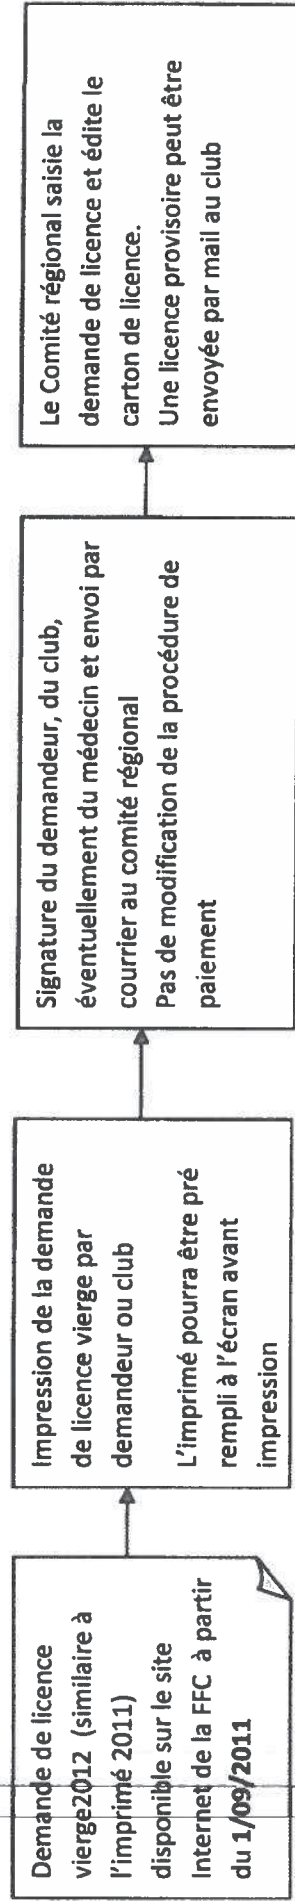 Demande de licence
vierge2012 (similaire à
l'imprimé 2011)
disponible sur le site
Internet de la FFC à partir
du 1/09/2011
Impression de la demande
de licence vierge par
demandeur ou club
L'imprimé pourra être pré
rempli à l'écran avant
impression
Signature du demandeur, du club,
éventuellement du médecin et envoi par
courrier au comité régional
Pas de modification de la procédure de
paiement
Le Comité régional saisie la
demande de licence et édite le
carton de licence.
Une licence provisoire peut être
envoyée par mail au club